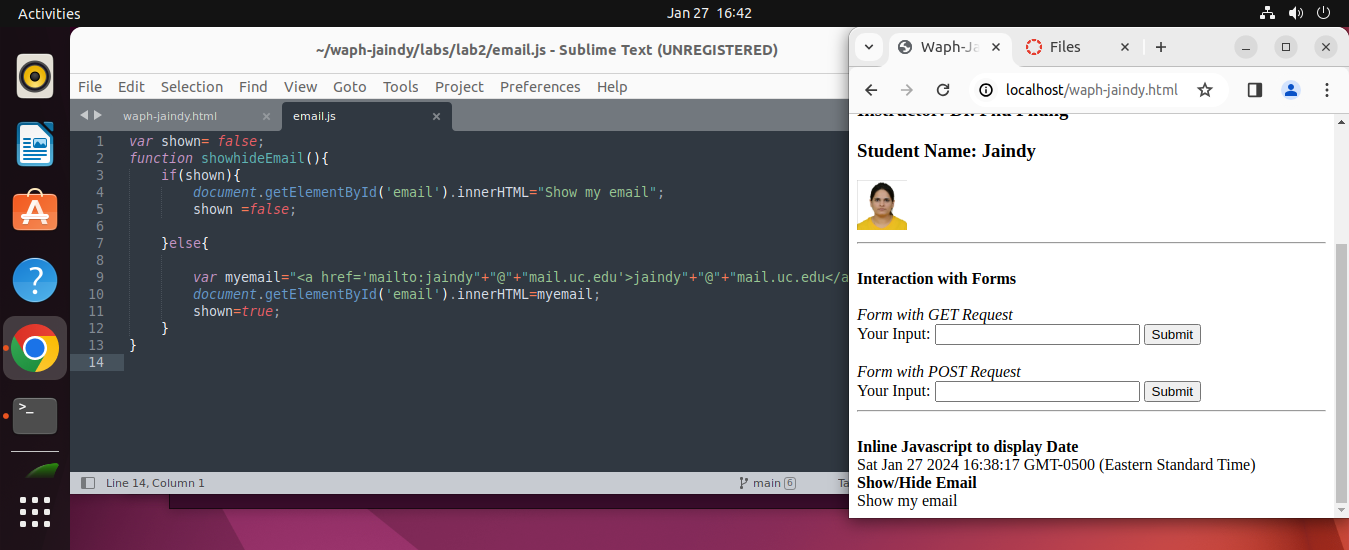 Activities
Jan 27 16:42
~/waph-jaindy/labs/lab2/email.js - Sublime Text (UNREGISTERED)
File Edit Selection Find View Goto Tools Project Preferences Help
waph-jaindy.html
email.js
1 var shown= false;
2 function showhideEmail(){
3 if(shown){
4 document.getElementById('email').innerHTML="Show my email";
5 shown =false;
6
7 }else{
8
9 var myemail="<a href='mailto:jaindy"+"@"+"mail.uc.edu'>jaindy"+"@"+"mail.uc.edu</a
10 document.getElementById('email').innerHTML=myemail;
11 shown=true;
12 }
13 }
14
Line 14, Column 1
main 6
Ta
Waph-Ja
Files
localhost/waph-jaindy.html
Instructor: Dr. Phu Phung
Student Name: Jaindy
Interaction with Forms
Form with GET Request
Your Input: Submit
Form with POST Request
Your Input: Submit
Inline Javascript to display Date
Sat Jan 27 2024 16:38:17 GMT-0500 (Eastern Standard Time)
Show/Hide Email
Show my email